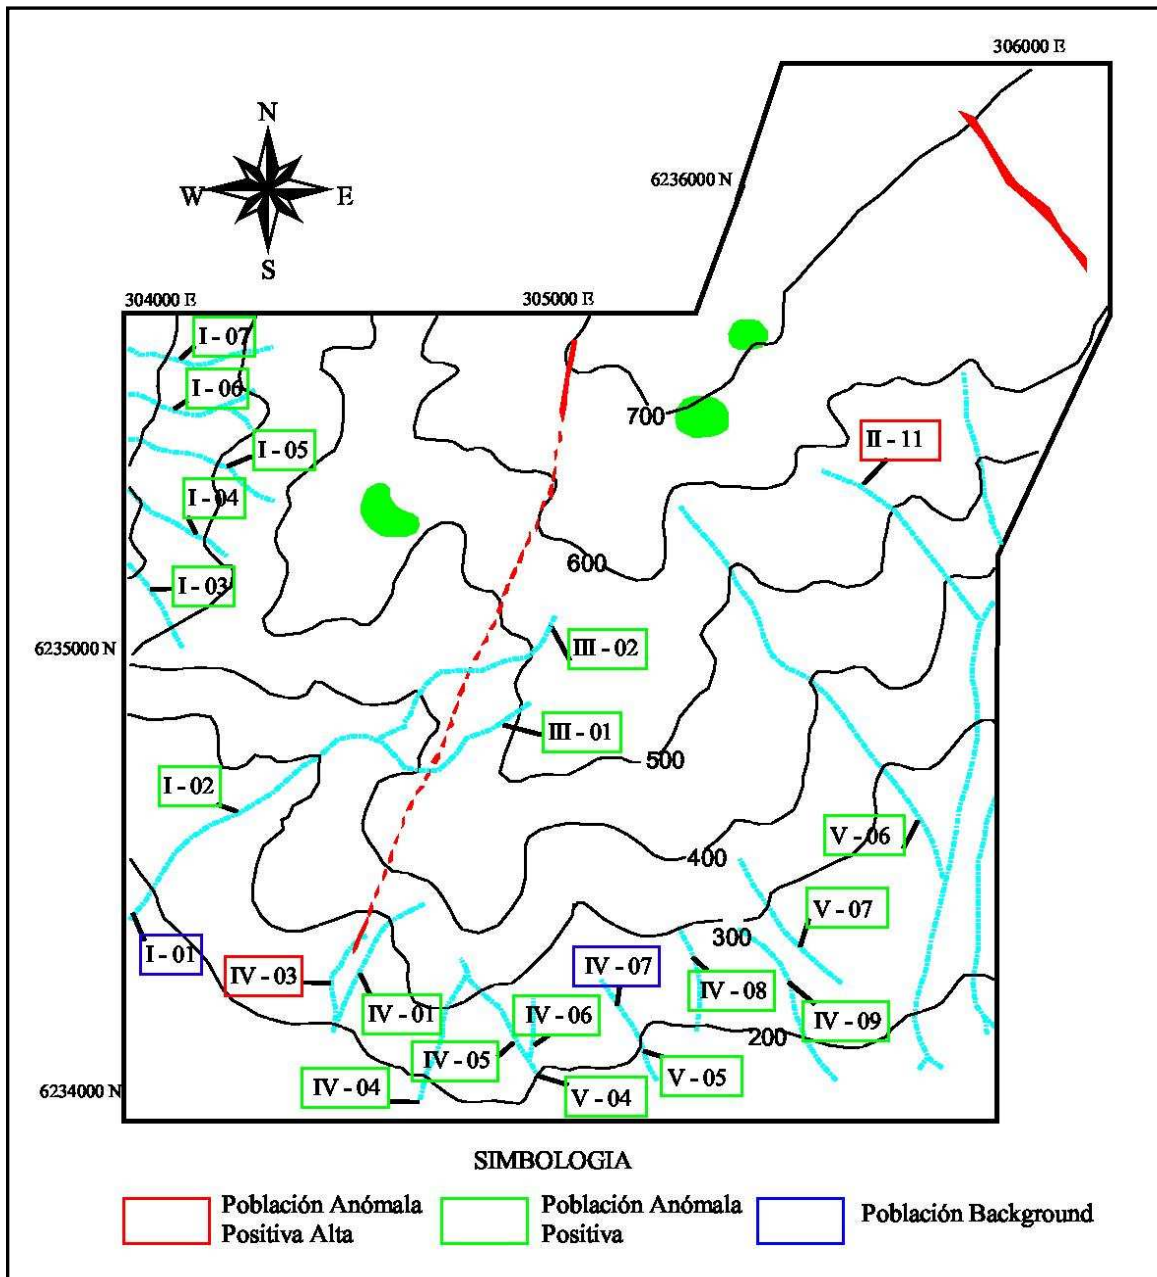 306000 E
N
W E
S
6236000 N
304000 E
305000 E
I - 07
I - 06
700
II - 11
I - 05
I - 04
600
I - 03
6235000 N
III - 02
III - 01
500
I - 02
V - 06
400
V - 07
300
I - 01
IV - 03
IV - 07
IV - 08
IV - 01
IV - 06
IV - 09
200
IV - 05
V - 05
IV - 04
6234000 N
V - 04
SIMBOLOGIA
Población Anómala
Positiva Alta
Población Anómala
Positiva
Población Background